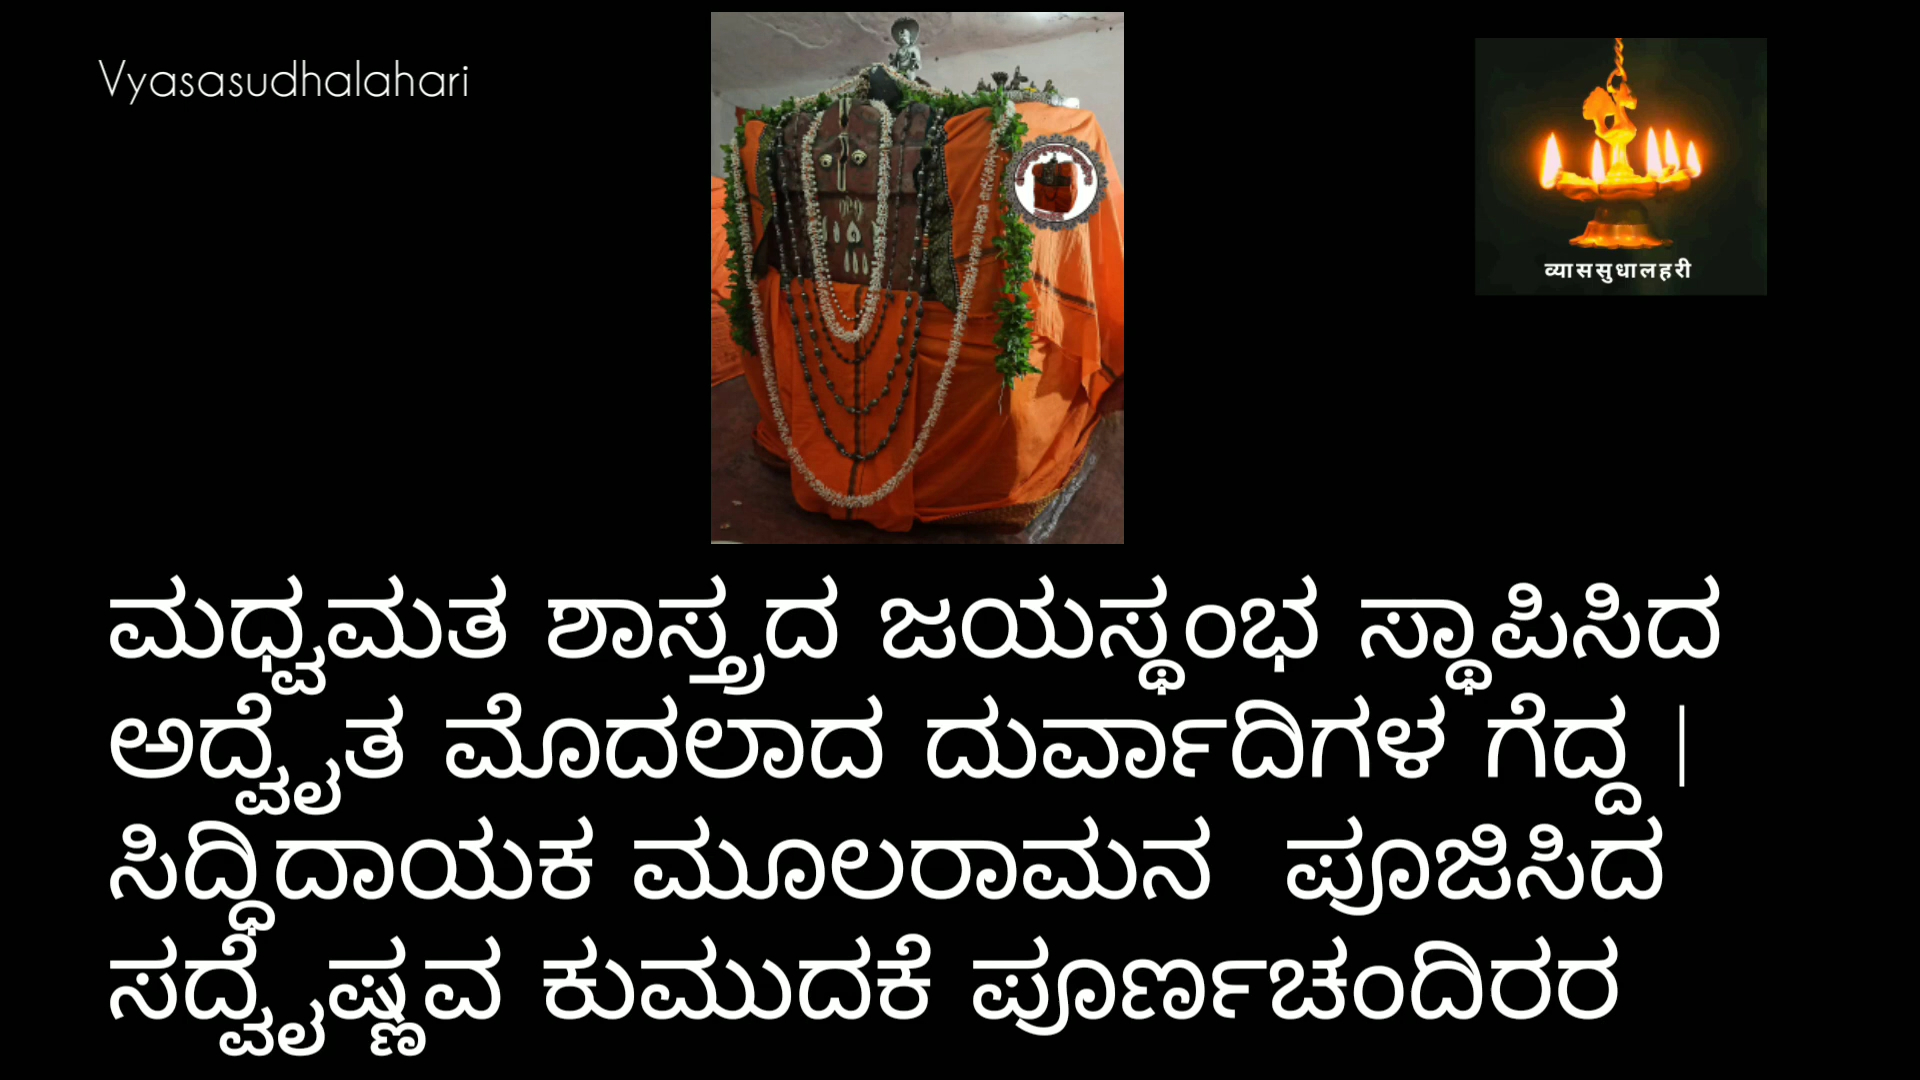 Vyasasudhalahari
व्याससुधालहरी
ಮಧ್ವಮತ ಶಾಸ್ತ್ರದ ಜಯಸ್ಥಂಭ ಸ್ಥಾಪಿಸಿದ
ಅದ್ವೈತ ಮೊದಲಾದ ದುರ್ವಾದಿಗಳ ಗೆದ್ದ |
ಸಿದ್ಧಿದಾಯಕ ಮೂಲರಾಮನ ಪೂಜಿಸಿದ
ಸದ್ವೈಷ್ಣವ ಕುಮುದಕೆ ಪೂರ್ಣಚಂದಿರರ